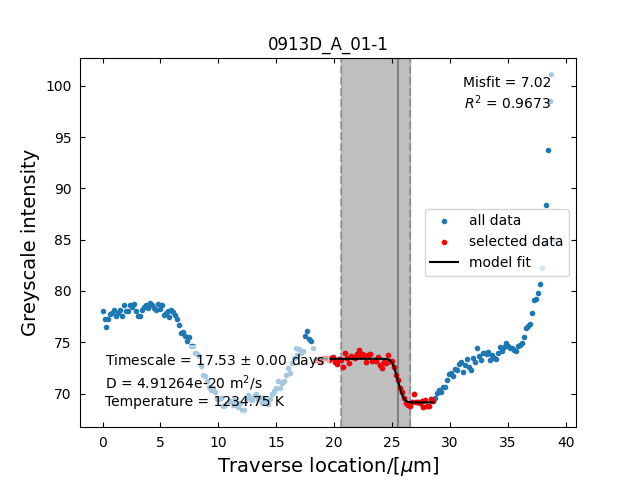 0913D_A_01-1
Misfit = 7.02
R² = 0.9673
all data
selected data
model fit
Timescale = 17.53 ± 0.00 days
D = 4.91264e-20 m²/s
Temperature = 1234.75 K
Greyscale intensity
100
95
90
85
80
75
70
0 5 10 15 20 25 30 35 40
Traverse location/[μm]